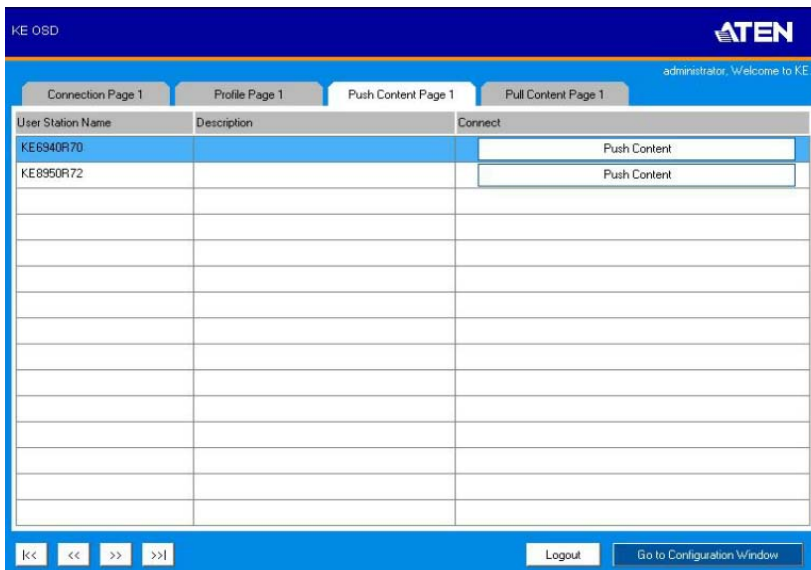 KE OSD
ATEN
administrator, Welcome to KE
Connection Page 1
Profile Page 1
Push Content Page 1
Pull Content Page 1
User Station Name Description Connect
KE6940R70 Push Content
KE8950R72 Push Content
|<< << >> >>| Logout Go to Configuration Window